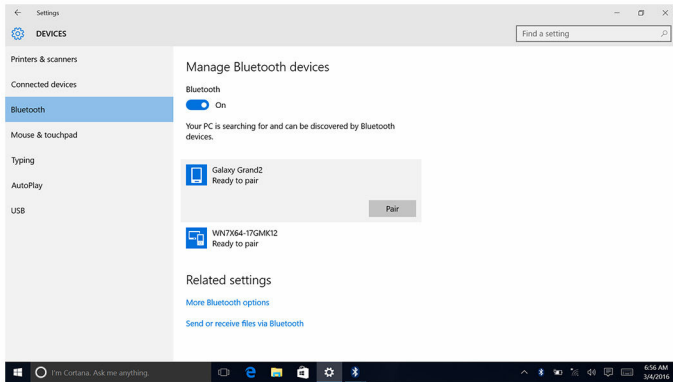 Settings
DEVICES
Find a setting
Printers & scanners
Connected devices
Bluetooth
Mouse & touchpad
Typing
AutoPlay
USB
Manage Bluetooth devices
Bluetooth
On
Your PC is searching for and can be discovered by Bluetooth
devices.
Galaxy Grand2
Ready to pair
Pair
WN7X64-17GMK12
Ready to pair
Related settings
More Bluetooth options
Send or receive files via Bluetooth
I'm Cortana. Ask me anything.
6:56 AM
3/4/2016